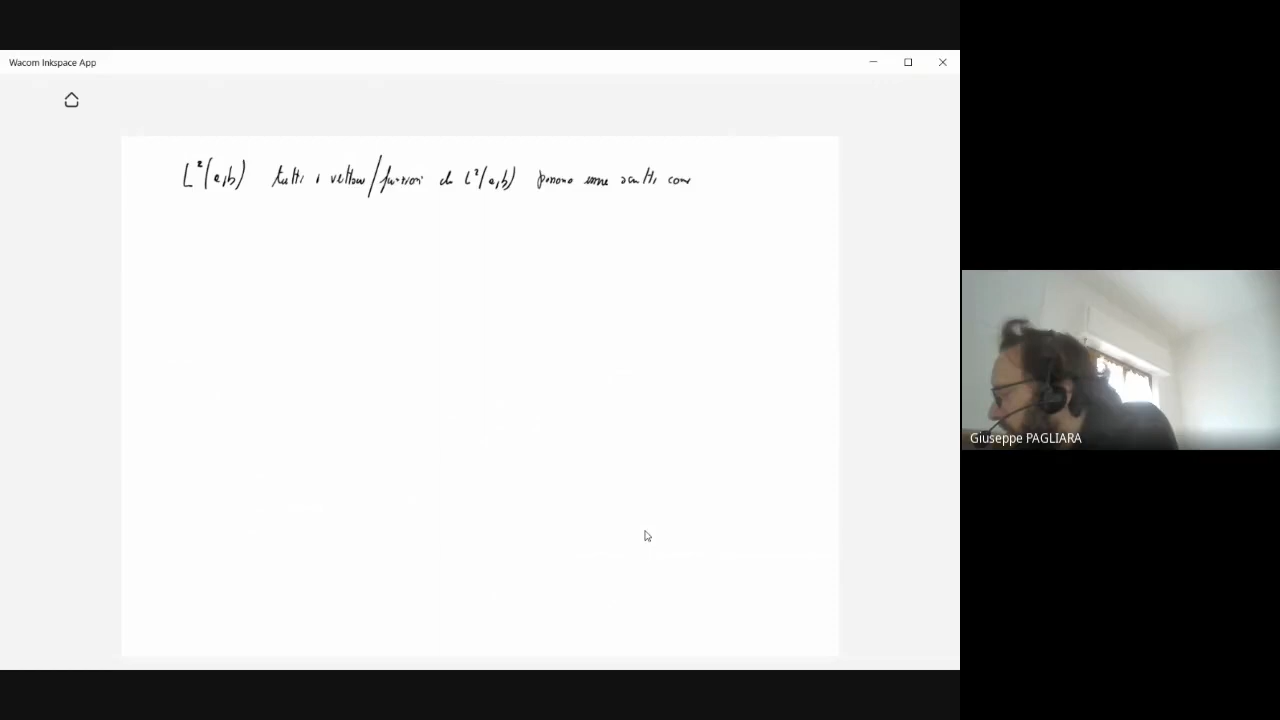 Wacom Inkspace App
L²(a,b) tutti i vettori/funzioni di L²(a,b) possono essere scritti come
Giuseppe PAGLIARA